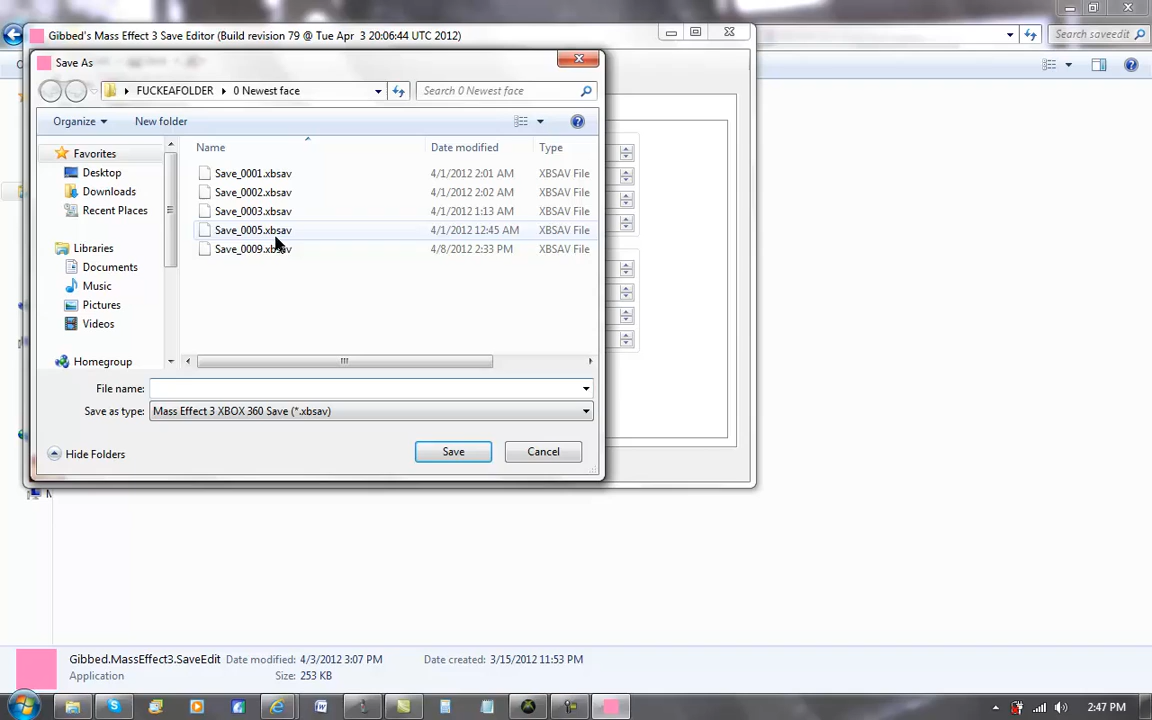 Gibbed's Mass Effect 3 Save Editor (Build revision 79 @ Tue Apr 3 20:06:44 UTC 2012)
Search saveedit
Save As
FUCKEAFOLDER
0 Newest face
Search 0 Newest face
Organize
New folder
Name
Date modified
Type
Favorites
Desktop
Downloads
Recent Places
Libraries
Documents
Music
Pictures
Videos
Homegroup
Save_0001.xbsav 4/1/2012 2:01 AM XBSAV File
Save_0002.xbsav 4/1/2012 2:02 AM XBSAV File
Save_0003.xbsav 4/1/2012 1:13 AM XBSAV File
Save_0005.xbsav 4/1/2012 12:45 AM XBSAV File
Save_0009.xbsav 4/8/2012 2:33 PM XBSAV File
File name:
Save as type: Mass Effect 3 XBOX 360 Save (*.xbsav)
Hide Folders
Save
Cancel
Gibbed.MassEffect3.SaveEdit Date modified: 4/3/2012 3:07 PM Date created: 3/15/2012 11:53 PM
Application Size: 253 KB
2:47 PM